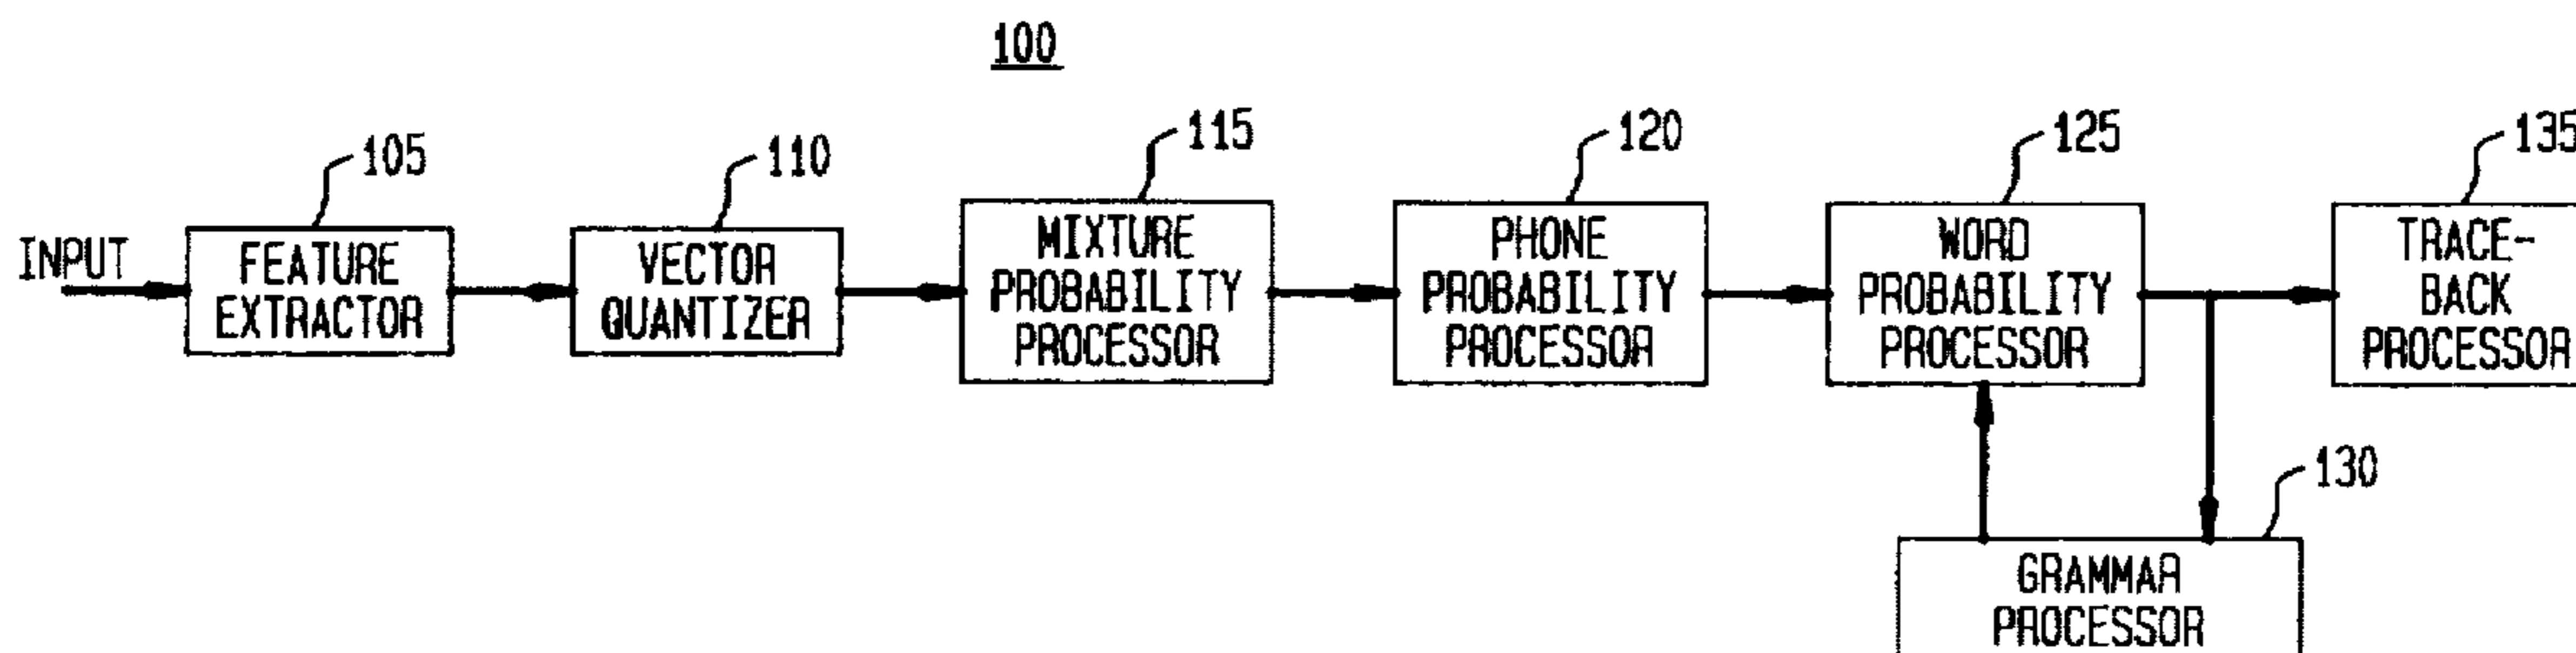 100
105
110
115
120
125
135
INPUT
FEATURE
EXTRACTOR
VECTOR
QUANTIZER
MIXTURE
PROBABILITY
PROCESSOR
PHONE
PROBABILITY
PROCESSOR
WORD
PROBABILITY
PROCESSOR
TRACE-
BACK
PROCESSOR
130
GRAMMAR
PROCESSOR